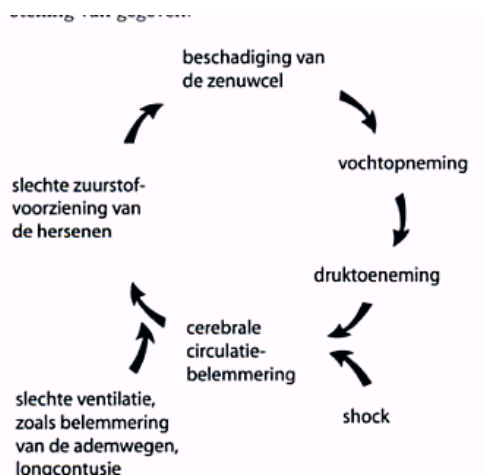 beschadiging van
de zenuwcel
vochtopneming
druktoeneming
cerebrale
circulatie-
belemmering
shock
slechte ventilatie,
zoals belemmering
van de ademwegen,
longcontusie
slechte zuurstof-
voorziening van
de hersenen